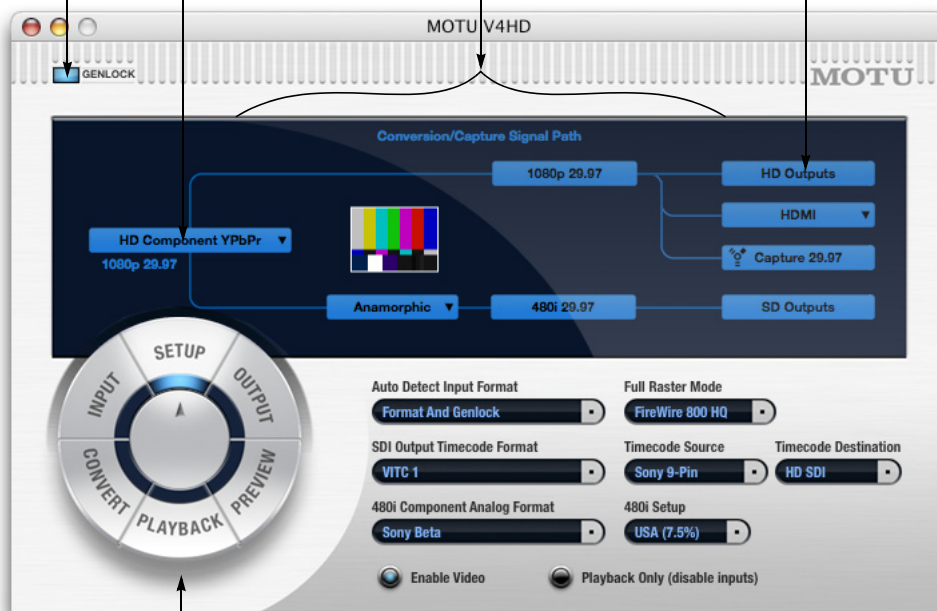 MOTU V4HD
GENLOCK
MOTU
Conversion/Capture Signal Path
1080p 29.97
HD Outputs
HDMI
HD Component YPbPr
1080p 29.97
Capture 29.97
Anamorphic
480i 29.97
SD Outputs
SETUP
INPUT
OUTPUT
CONVERT
PREVIEW
PLAYBACK
Auto Detect Input Format
Full Raster Mode
Format And Genlock
FireWire 800 HQ
SDI Output Timecode Format
Timecode Source
Timecode Destination
VITC 1
Sony 9-Pin
HD SDI
480i Component Analog Format
480i Setup
Sony Beta
USA (7.5%)
Enable Video
Playback Only (disable inputs)